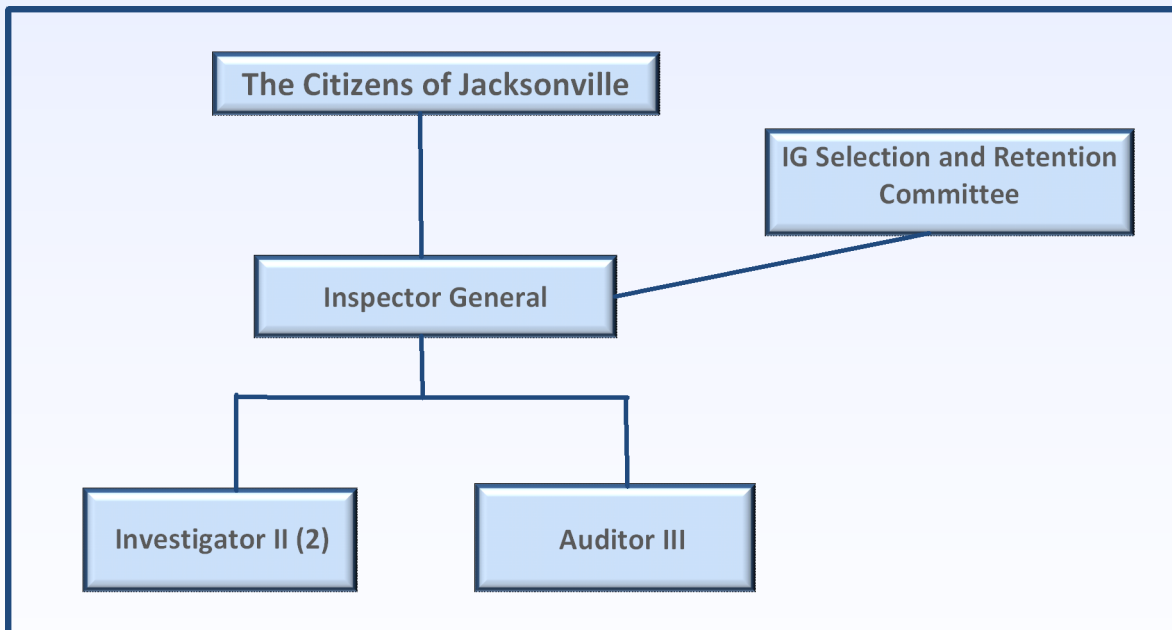 The Citizens of Jacksonville
IG Selection and Retention
Committee
Inspector General
Investigator II (2)
Auditor III